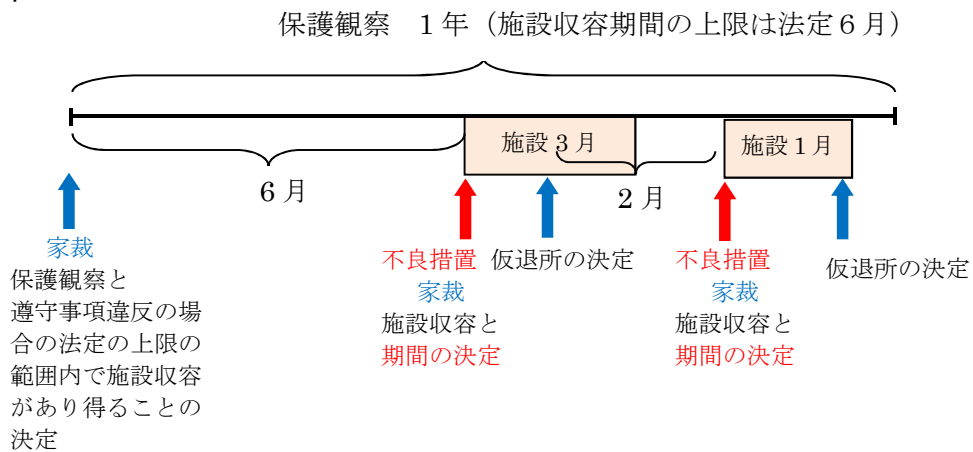 保護観察　1年（施設収容期間の上限は法定6月）
施設3月
施設1月
6月
2月
家裁
保護観察と
遵守事項違反の場
合の法定の上限の
範囲内で施設収容
があり得ることの
決定
不良措置
家裁
施設収容と
期間の決定
仮退所の決定
不良措置
家裁
施設収容と
期間の決定
仮退所の決定